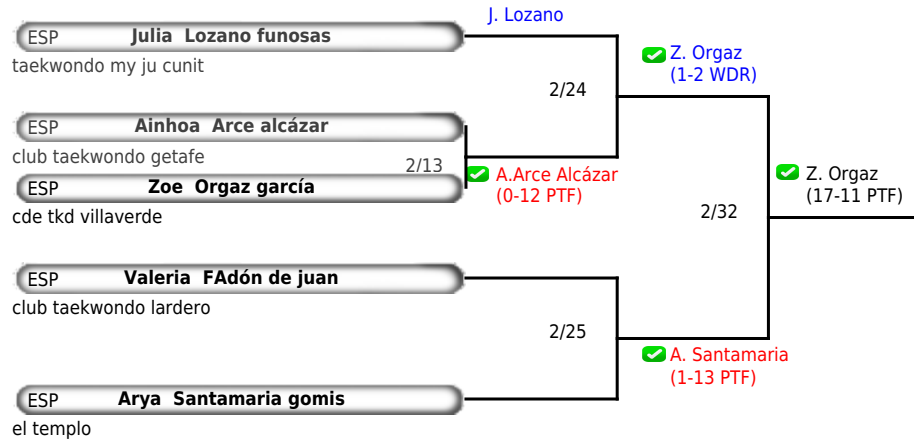 J. Lozano
ESP Julia Lozano funosas
taekwondo my ju cunit
Z. Orgaz
(1-2 WDR)
2/24
ESP Ainhoa Arce alcázar
club taekwondo getafe
2/13
A.Arce Alcázar
(0-12 PTF)
Z. Orgaz
(17-11 PTF)
ESP Zoe Orgaz garcía
cde tkd villaverde
2/32
ESP Valeria FAdón de juan
club taekwondo lardero
2/25
A. Santamaria
(1-13 PTF)
ESP Arya Santamaria gomis
el templo